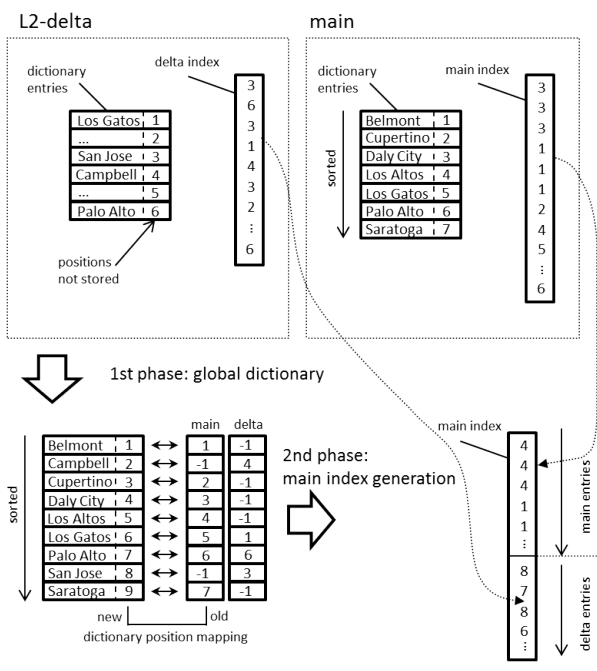 L2-delta
main
dictionary entries
delta index
Los Gatos 1
... 2
San Jose 3
Campbell 4
... 5
Palo Alto 6
positions not stored
3
6
3
1
4
3
2
⋮
6
dictionary entries
main index
sorted
Belmont 1
Cupertino 2
Daly City 3
Los Altos 4
Los Gatos 5
Palo Alto 6
Saratoga 7
3
3
3
1
1
1
2
4
5
⋮
6
1st phase: global dictionary
main delta
sorted
Belmont 1 1 -1
Campbell 2 -1 4
Cupertino 3 2 -1
Daly City 4 3 -1
Los Altos 5 4 -1
Los Gatos 6 5 1
Palo Alto 7 6 6
San Jose 8 -1 3
Saratoga 9 7 -1
new old
dictionary position mapping
2nd phase:
main index generation
main index
4
4
4
1
1
⋮
main entries
8
7
8
6
⋮
delta entries